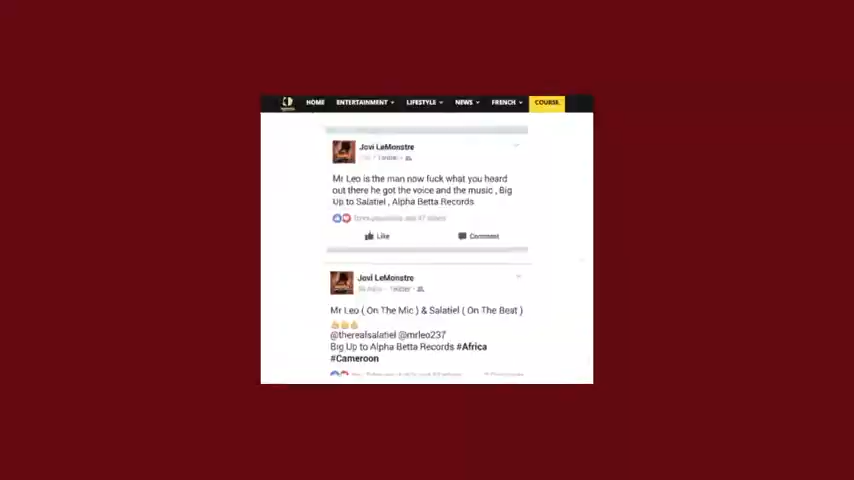 HOME ENTERTAINMENT LIFESTYLE NEWS FRENCH COURSE
Jovi LeMonstre
Twitter
Mr Leo is the man now fuck what you heard
out there he got the voice and the music , Big
Up to Salatiel , Alpha Betta Records
Like Comment
Jovi LeMonstre
Twitter
Mr Leo ( On The Mic ) & Salatiel ( On The Beat )
@therealsalatiel @mrleo237
Big Up to Alpha Betta Records #Africa
#Cameroon